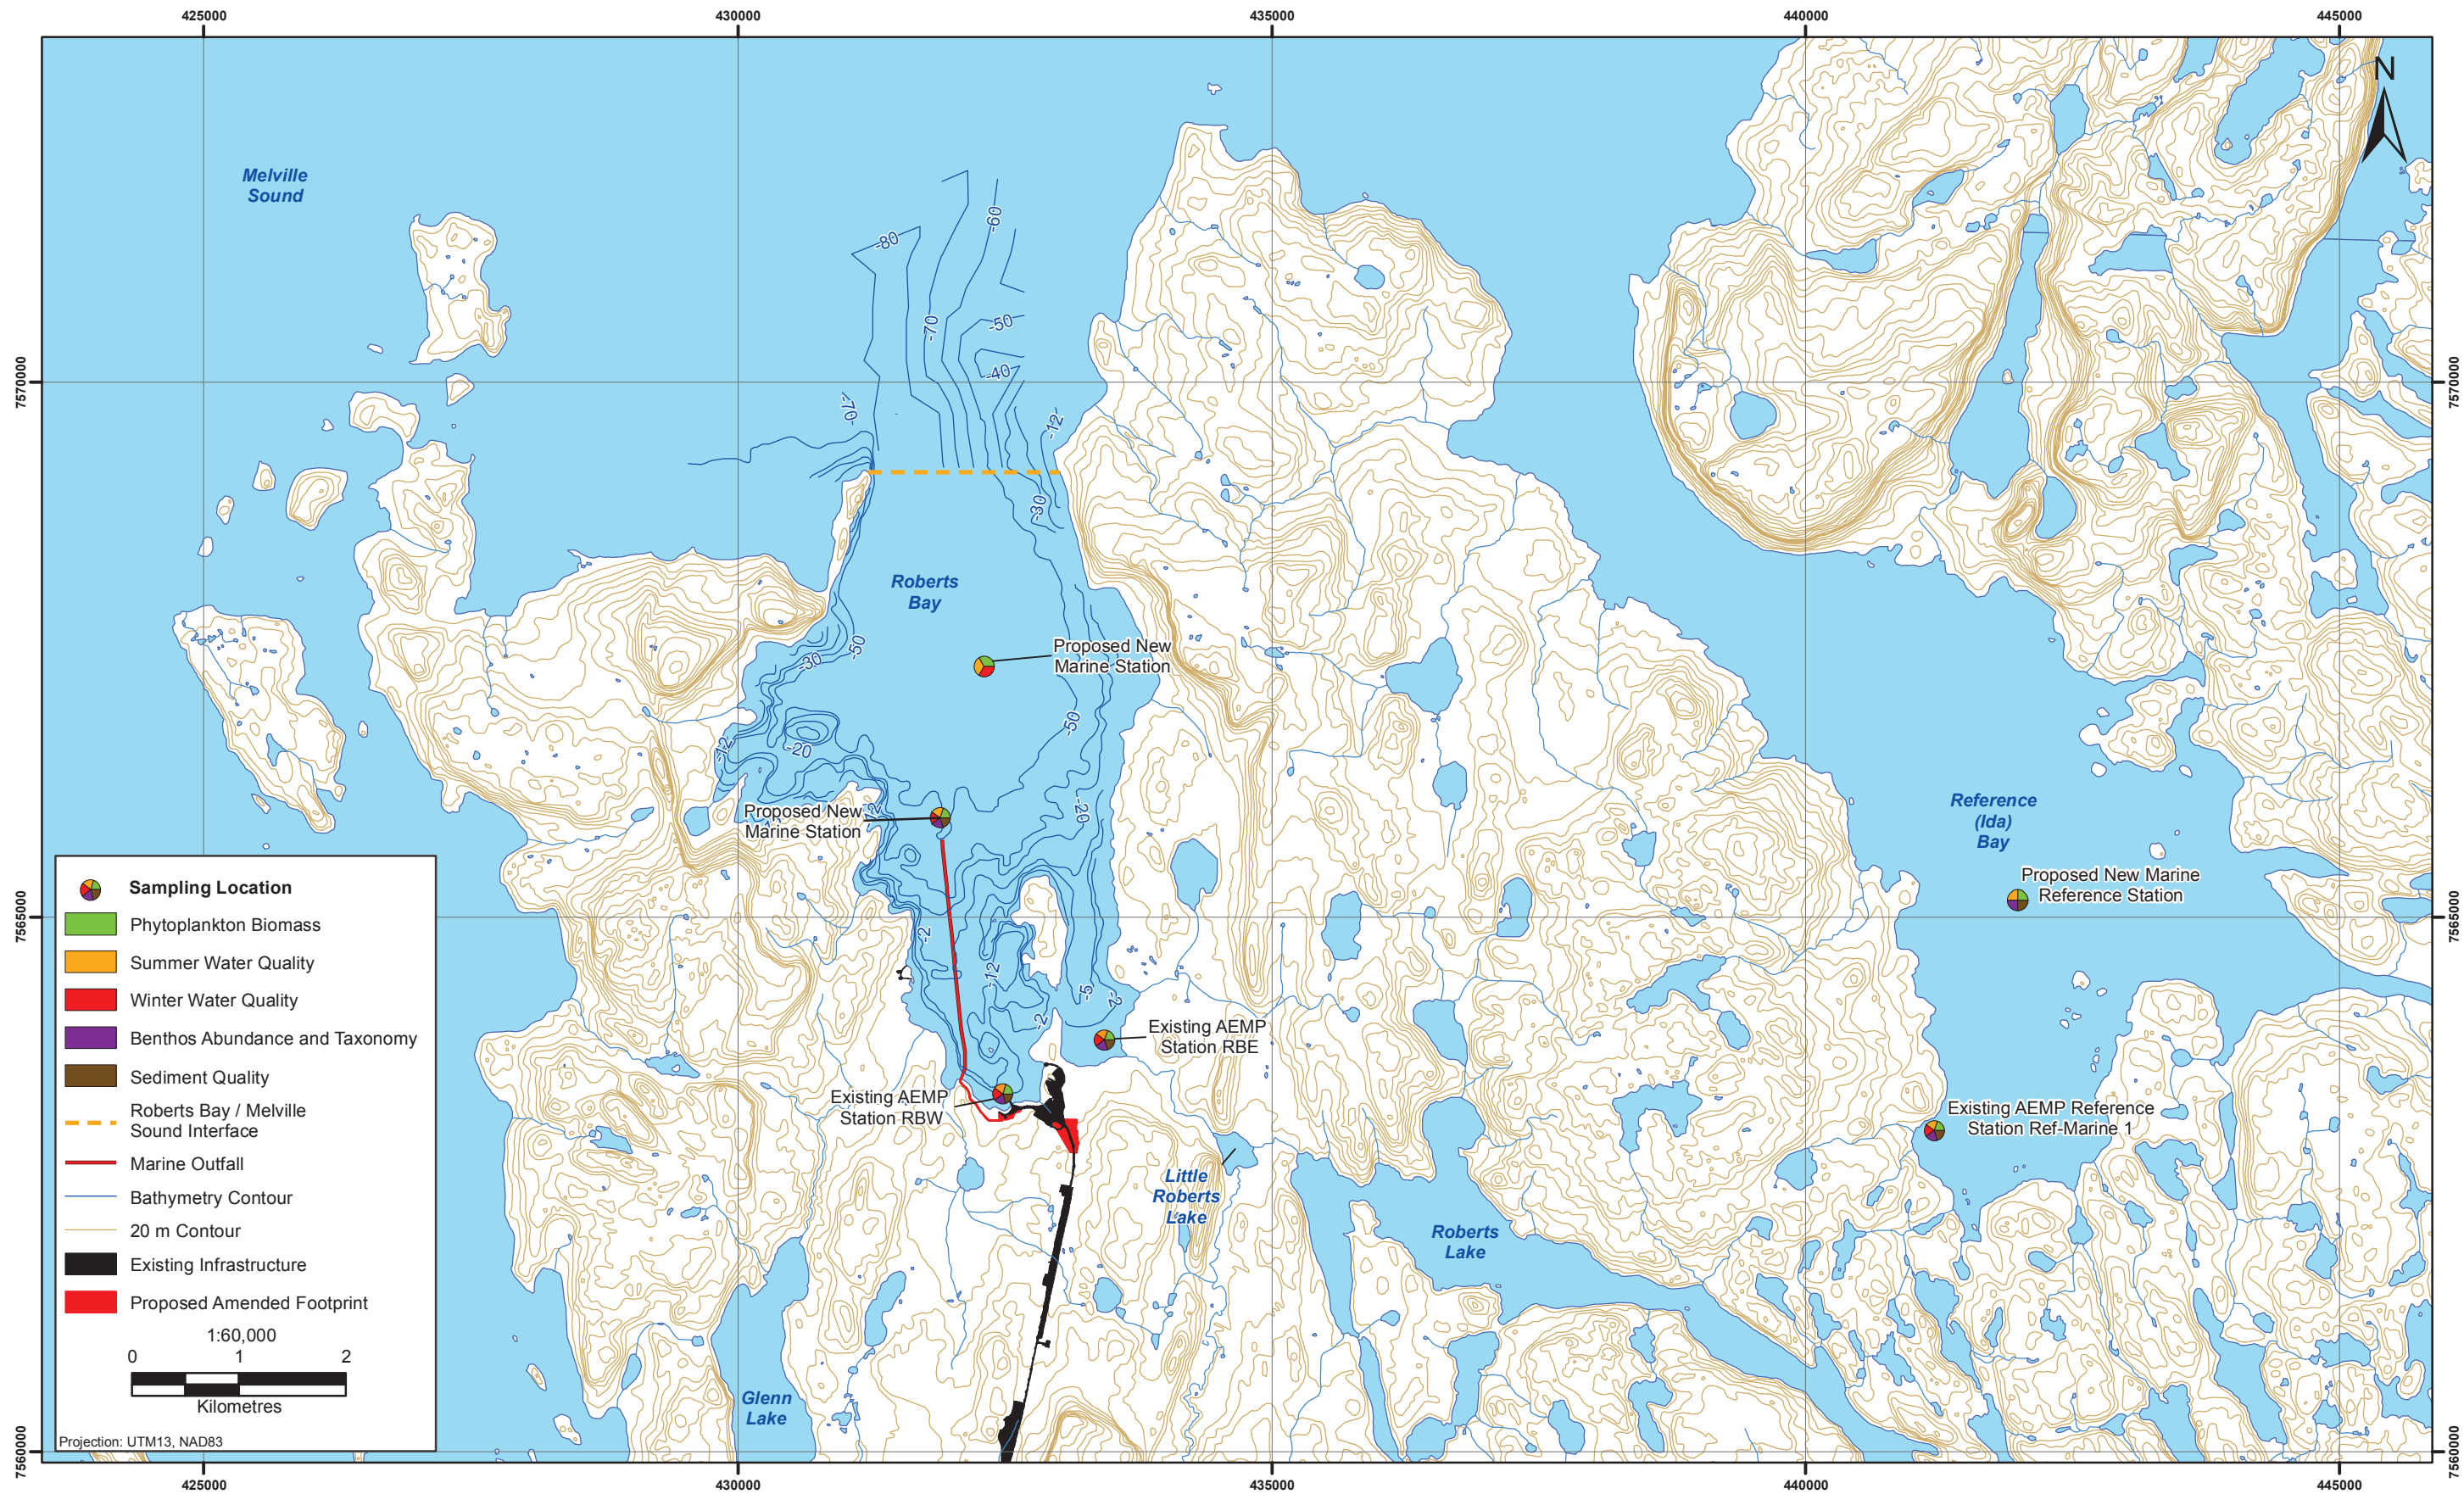 425000
430000
435000
440000
445000
N
Melville
Sound
-80
-60
-70
-50
-40
7570000
7570000
-70
-12
-30
Roberts
Bay
-50
-30
Proposed New
Marine Station
-50
-12
-20
Proposed New
Marine Station
-20
Reference
(Ida)
Bay
Proposed New Marine
Reference Station
7565000
7565000
-2
-12
-5
-2
-2
Existing AEMP
Station RBE
Existing AEMP
Station RBW
Existing AEMP Reference
Station Ref-Marine 1
Little
Roberts
Lake
Roberts
Lake
Glenn
Lake
Sampling Location
Phytoplankton Biomass
Summer Water Quality
Winter Water Quality
Benthos Abundance and Taxonomy
Sediment Quality
Roberts Bay / Melville
Sound Interface
Marine Outfall
Bathymetry Contour
20 m Contour
Existing Infrastructure
Proposed Amended Footprint
1:60,000
0 1 2
Kilometres
Projection: UTM13, NAD83
7560000
7560000
425000
430000
435000
440000
445000